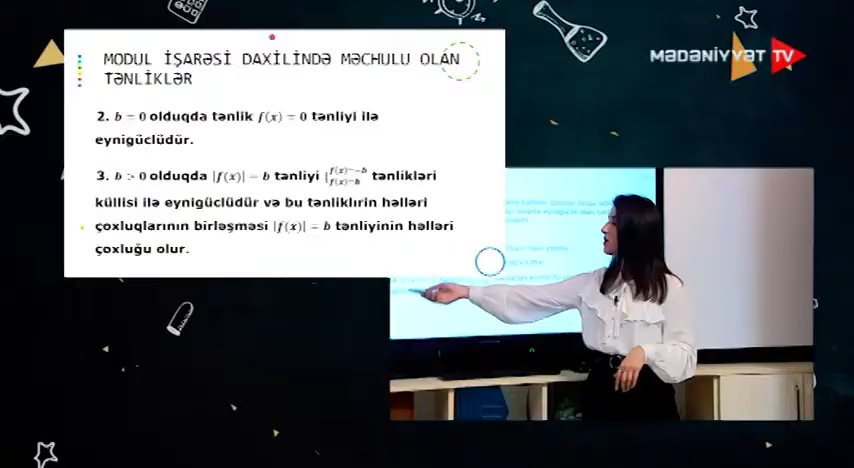 MƏDƏNİYYƏT TV
MODUL İŞARƏSİ DAXİLİNDƏ MƏCHULU OLAN
TƏNLİKLƏR
2. b = 0 olduqda tənlik f(x) = 0 tənliyi ilə
eynigüclüdür.
3. b > 0 olduqda |f(x)| = b tənliyi {f(x)=−b f(x)=b tənlikləri
küllisi ilə eynigüclüdür və bu tənliklırin həlləri
çoxluqlarının birləşməsi |f(x)| = b tənliyinin həlləri
çoxluğu olur.